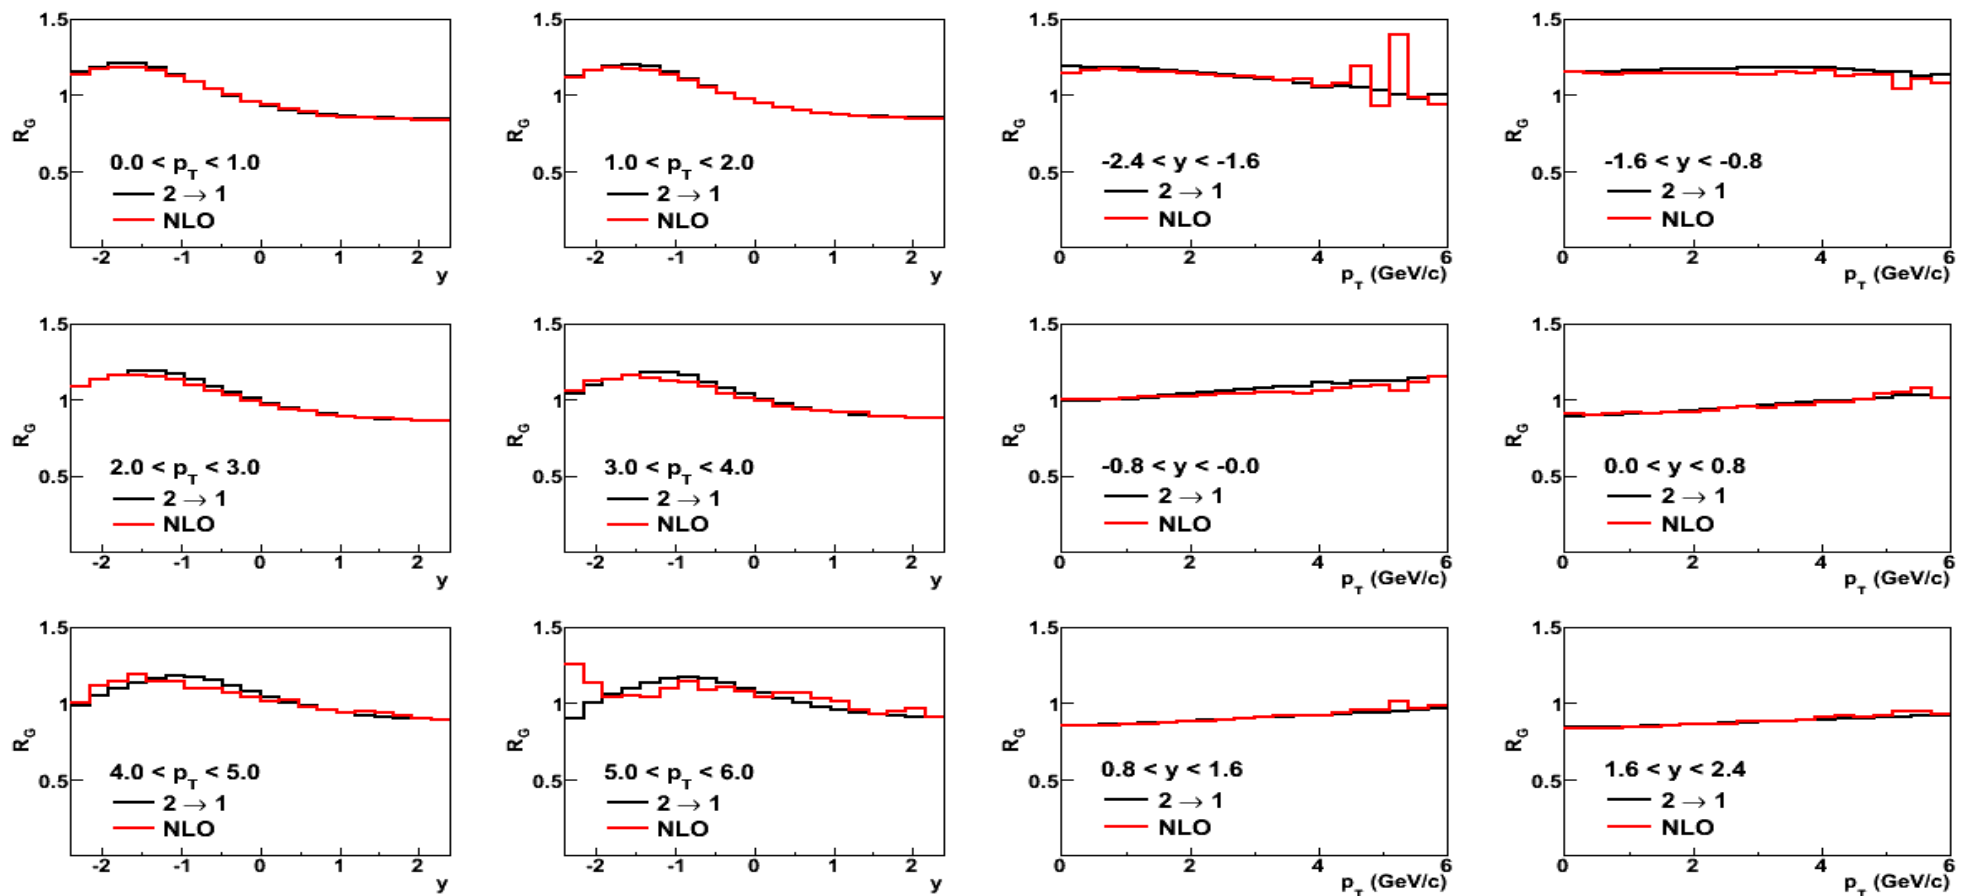 1.5
1
0.5
R_G
0.0 < p_T < 1.0
2 → 1
NLO
-2 -1 0 1 2
y
1.5
1
0.5
R_G
1.0 < p_T < 2.0
2 → 1
NLO
-2 -1 0 1 2
y
1.5
1
0.5
R_G
-2.4 < y < -1.6
2 → 1
NLO
0 2 4 6
p_T (GeV/c)
1.5
1
0.5
R_G
-1.6 < y < -0.8
2 → 1
NLO
0 2 4 6
p_T (GeV/c)
1.5
1
0.5
R_G
2.0 < p_T < 3.0
2 → 1
NLO
-2 -1 0 1 2
y
1.5
1
0.5
R_G
3.0 < p_T < 4.0
2 → 1
NLO
-2 -1 0 1 2
y
1.5
1
0.5
R_G
-0.8 < y < -0.0
2 → 1
NLO
0 2 4 6
p_T (GeV/c)
1.5
1
0.5
R_G
0.0 < y < 0.8
2 → 1
NLO
0 2 4 6
p_T (GeV/c)
1.5
1
0.5
R_G
4.0 < p_T < 5.0
2 → 1
NLO
-2 -1 0 1 2
y
1.5
1
0.5
R_G
5.0 < p_T < 6.0
2 → 1
NLO
-2 -1 0 1 2
y
1.5
1
0.5
R_G
0.8 < y < 1.6
2 → 1
NLO
0 2 4 6
p_T (GeV/c)
1.5
1
0.5
R_G
1.6 < y < 2.4
2 → 1
NLO
0 2 4 6
p_T (GeV/c)